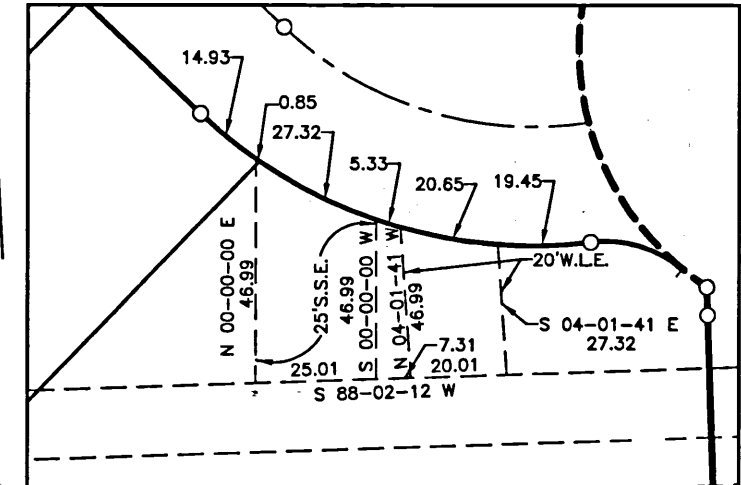 14.93
0.85
27.32
5.33
20.65
19.45
N 00-00-00 E
46.99
25'S.S.E.
S 00-00-00 W
46.99
N 04-01-41 W
46.99
20'W.L.E.
S 04-01-41 E
27.32
7.31
25.01
20.01
S 88-02-12 W